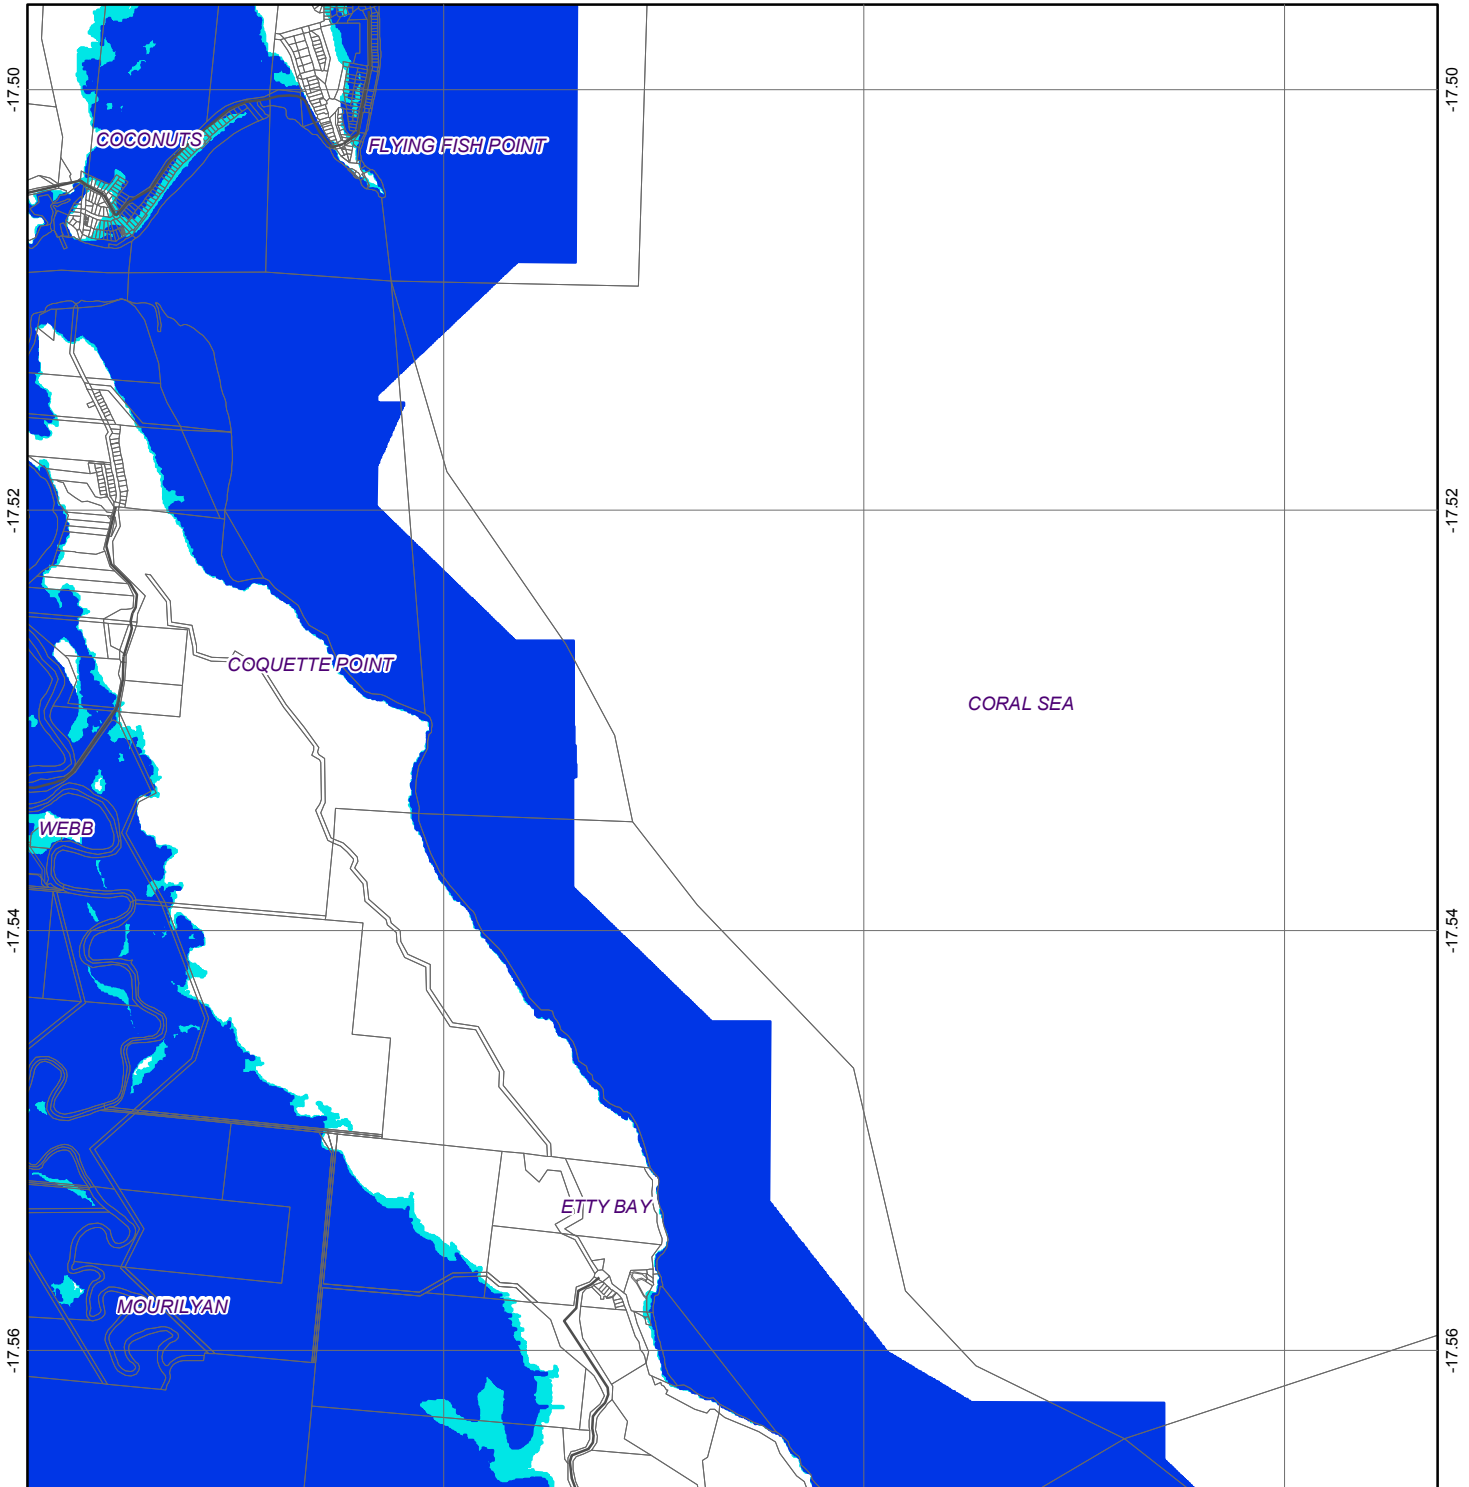 -17.50
-17.50
COCONUTS
FLYING FISH POINT
-17.52
-17.52
COQUETTE POINT
CORAL SEA
WEBB
-17.54
-17.54
ETTY BAY
MOURILYAN
-17.56
-17.56